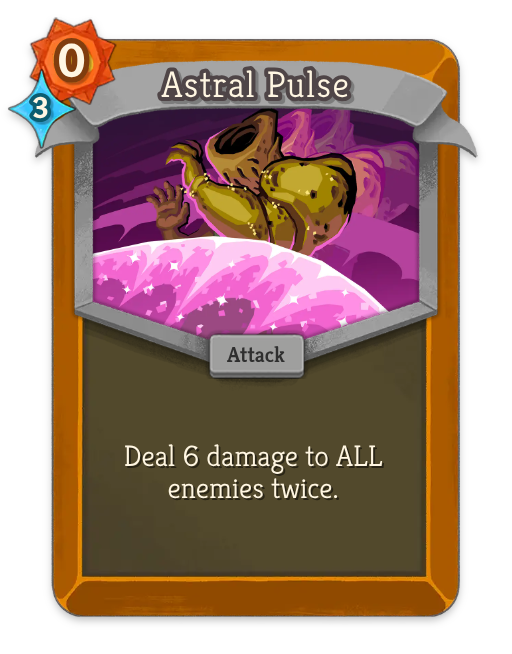 0
3
Astral Pulse
Attack
Deal 6 damage to ALL
enemies twice.